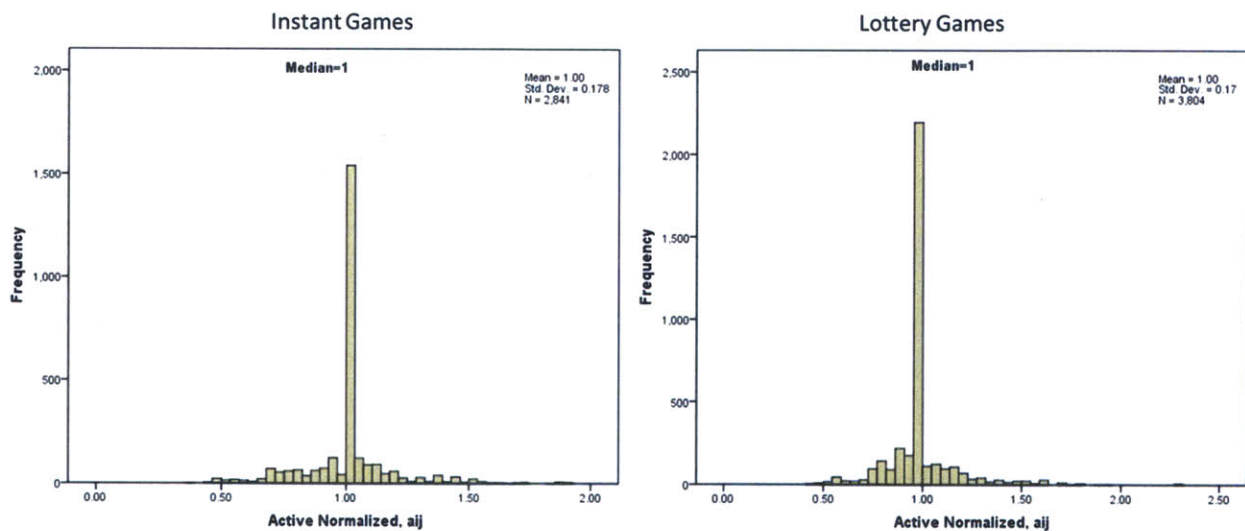 Instant Games
Median=1
Mean = 1.00
Std. Dev. = 0.178
N = 2,841
2,000
1,500
1,000
500
0
Frequency
0.00 0.50 1.00 1.50 2.00
Active Normalized, aij
Lottery Games
Median=1
Mean = 1.00
Std. Dev. = 0.17
N = 3,804
2,500
2,000
1,500
1,000
500
0
Frequency
0.00 0.50 1.00 1.50 2.00 2.50
Active Normalized, aij